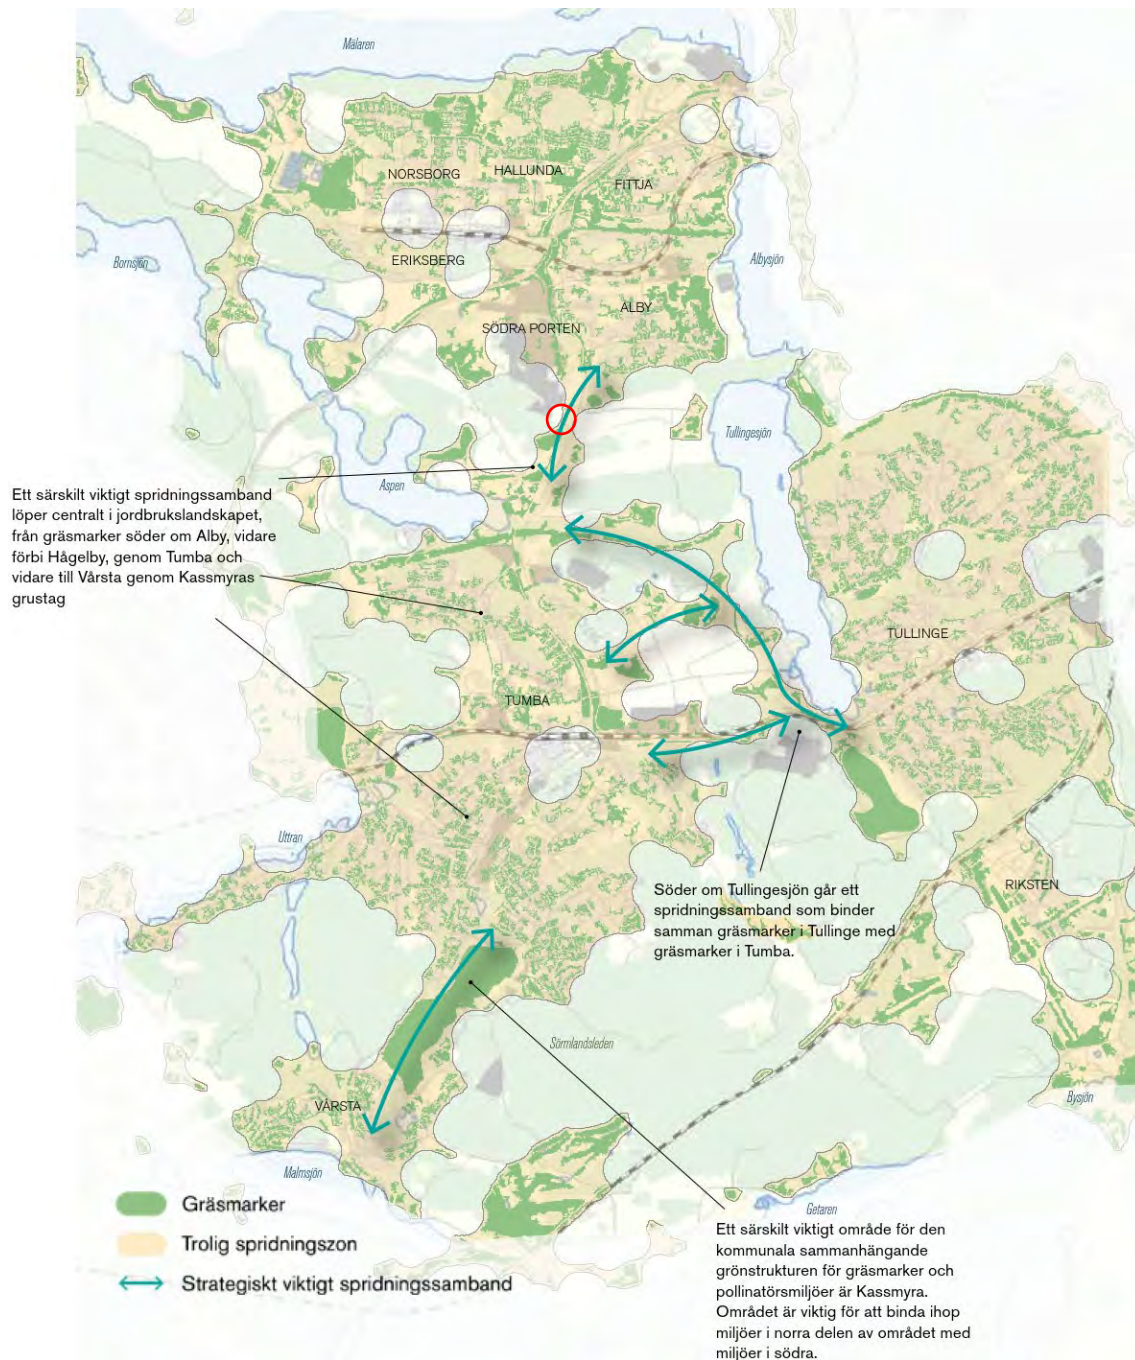 Mälaren
NORSBORG
HALLUNDA
FITTJA
Bornsjön
ERIKSBERG
Albysjön
ALBY
SÖDRA PORTEN
Tullingesjön
Aspen
Ett särskilt viktigt spridningssamband
löper centralt i jordbrukslandskapet,
från gräsmarker söder om Alby, vidare
förbi Hågelby, genom Tumba och
vidare till Vårsta genom Kassmyras
grustag
TULLINGE
TUMBA
Uttran
Söder om Tullingesjön går ett
spridningssamband som binder
samman gräsmarker i Tullinge med
gräsmarker i Tumba.
RIKSTEN
Sörmlandsleden
VÅRSTA
Bysjön
Malmsjön
Getaren
Gräsmarker
Trolig spridningszon
Strategiskt viktigt spridningssamband
Ett särskilt viktigt område för den
kommunala sammanhängande
grönstrukturen för gräsmarker och
pollinatörsmiljöer är Kassmyra.
Området är viktig för att binda ihop
miljöer i norra delen av området med
miljöer i södra.